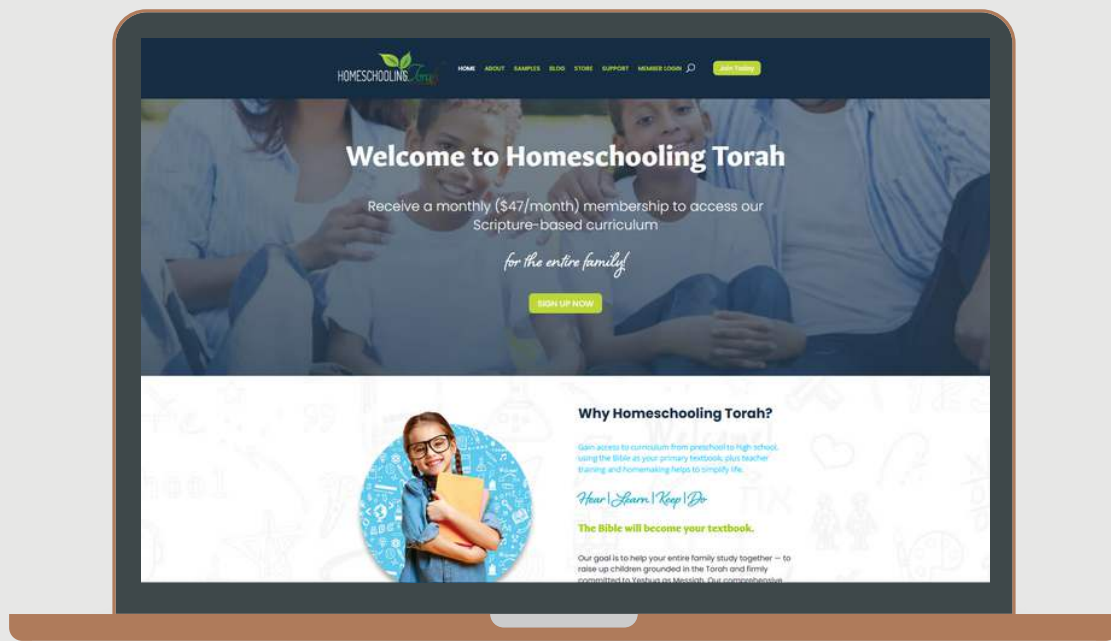 HOMESCHOOLING Torah
HOME ABOUT SAMPLES BLOG STORE SUPPORT MEMBER LOGIN Join Today
Welcome to Homeschooling Torah
Receive a monthly ($47/month) membership to access our
Scripture-based curriculum
for the entire family!
SIGN UP NOW
Why Homeschooling Torah?
Gain access to curriculum from preschool to high school,
using the Bible as your primary textbook, plus teacher
training and homemaking helps to simplify life.
Hear | Learn | Keep | Do
The Bible will become your textbook.
Our goal is to help your entire family study together — to
raise up children grounded in the Torah and firmly
committed to Yeshua as Messiah. Our comprehensive